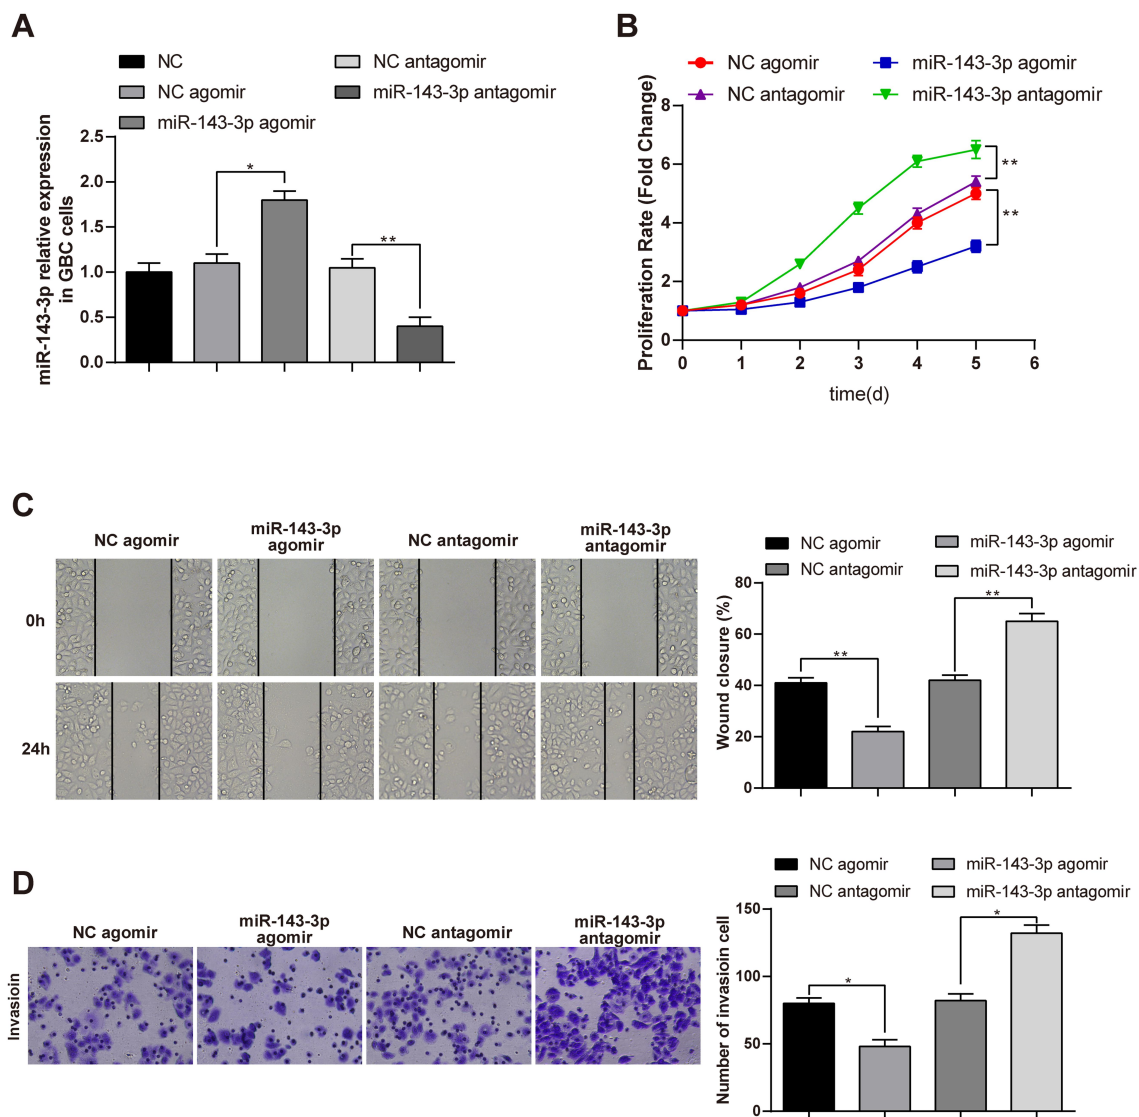 A
NC
NC antagomir
NC agomir
miR-143-3p antagomir
miR-143-3p agomir
miR-143-3p relative expression
in GBC cells
2.5
2.0
1.5
1.0
0.5
0.0
*
**
B
NC agomir
miR-143-3p agomir
NC antagomir
miR-143-3p antagomir
Proliferation Rate (Fold Change)
8
6
4
2
0
0 1 2 3 4 5 6
time(d)
**
**
C
NC agomir
miR-143-3p
agomir
NC antagomir
miR-143-3p
antagomir
0h
24h
NC agomir
miR-143-3p agomir
NC antagomir
miR-143-3p antagomir
Wound closure (%)
80
60
40
20
0
**
**
D
NC agomir
miR-143-3p
agomir
NC antagomir
miR-143-3p
antagomir
Invasioin
NC agomir
miR-143-3p agomir
NC antagomir
miR-143-3p antagomir
Number of invasioin cell
150
100
50
0
*
*